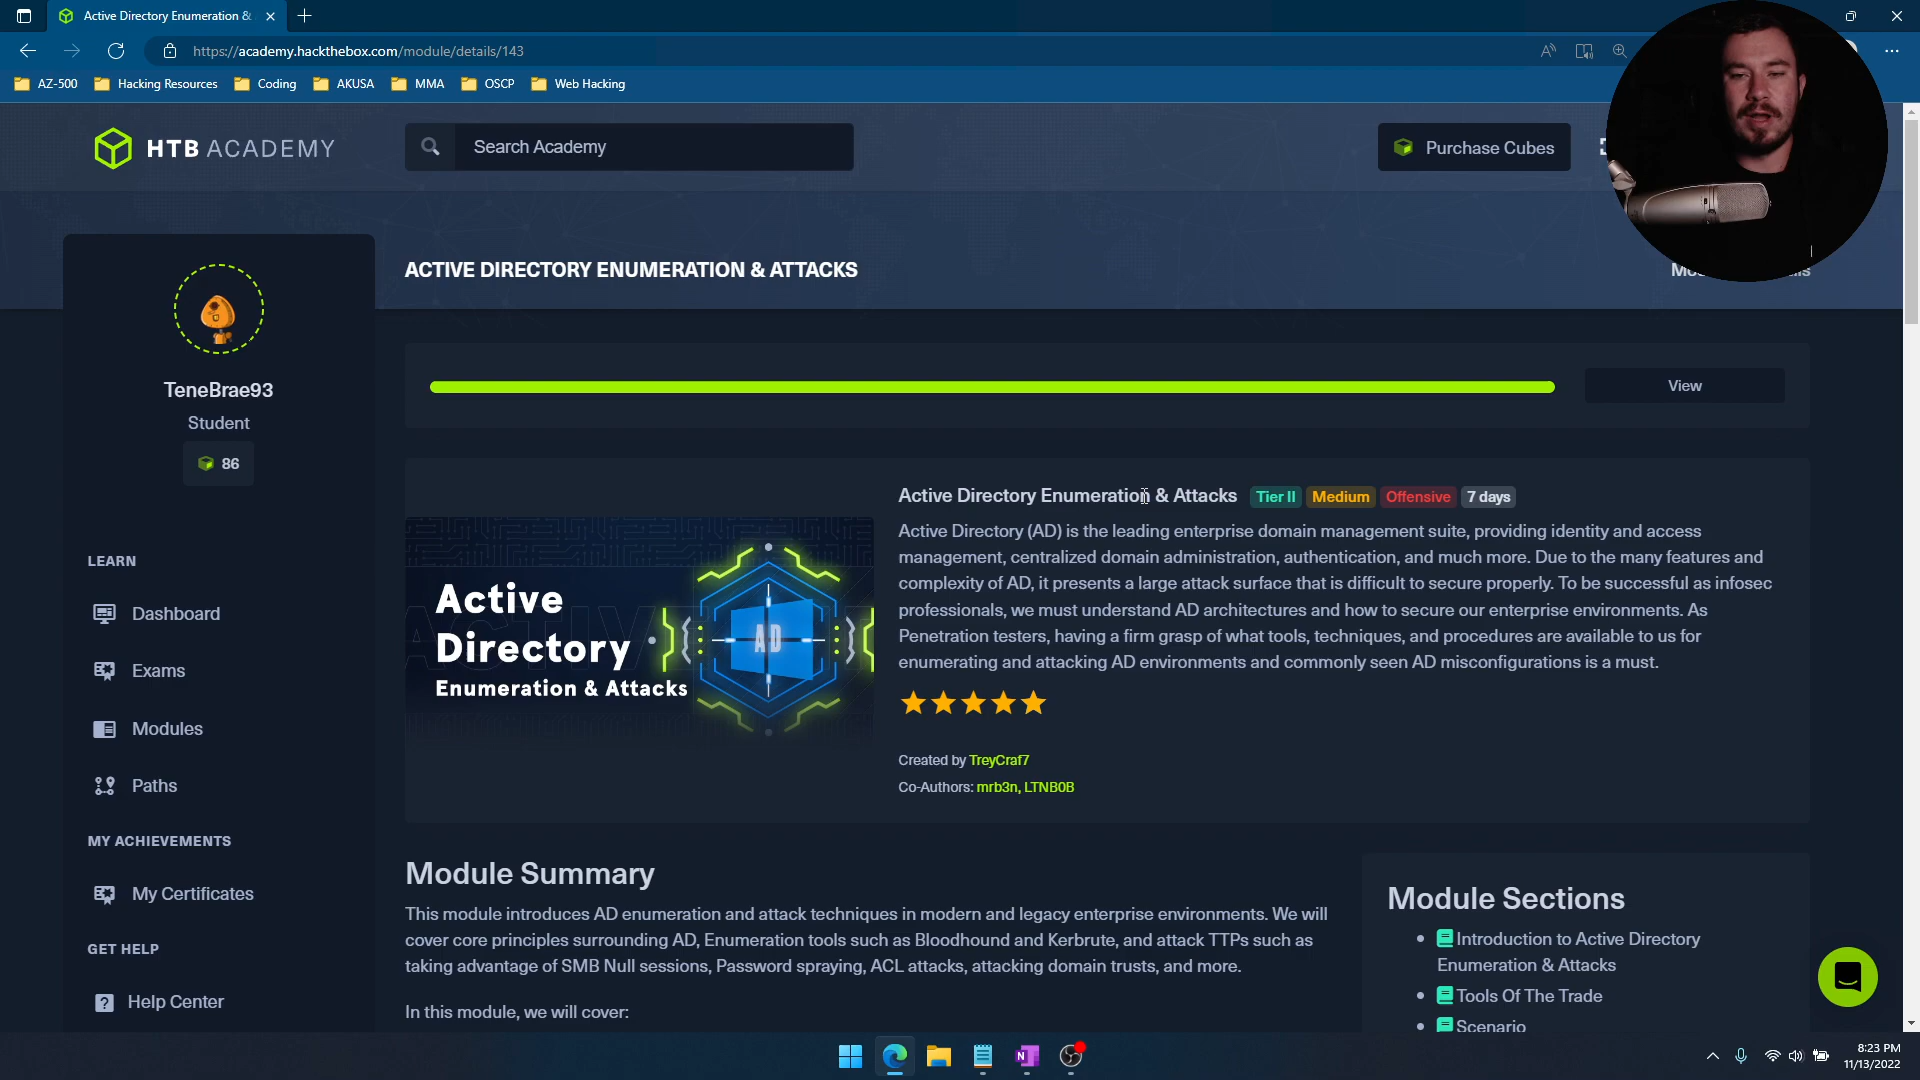 Active Directory Enumeration &
https://academy.hackthebox.com/module/details/143
AZ-500
Hacking Resources
Coding
AKUSA
MMA
OSCP
Web Hacking
HTB ACADEMY
Search Academy
Purchase Cubes
ACTIVE DIRECTORY ENUMERATION & ATTACKS
TeneBrae93
Student
86
View
LEARN
Dashboard
Exams
Modules
Paths
MY ACHIEVEMENTS
My Certificates
GET HELP
Help Center
Active
Directory
Enumeration & Attacks
AD
Active Directory Enumeration & Attacks Tier II Medium Offensive 7 days
Active Directory (AD) is the leading enterprise domain management suite, providing identity and access
management, centralized domain administration, authentication, and much more. Due to the many features and
complexity of AD, it presents a large attack surface that is difficult to secure properly. To be successful as infosec
professionals, we must understand AD architectures and how to secure our enterprise environments. As
Penetration testers, having a firm grasp of what tools, techniques, and procedures are available to us for
enumerating and attacking AD environments and commonly seen AD misconfigurations is a must.
Created by TreyCraf7
Co-Authors: mrb3n, LTNB0B
Module Summary
This module introduces AD enumeration and attack techniques in modern and legacy enterprise environments. We will
cover core principles surrounding AD, Enumeration tools such as Bloodhound and Kerbrute, and attack TTPs such as
taking advantage of SMB Null sessions, Password spraying, ACL attacks, attacking domain trusts, and more.
In this module, we will cover:
Module Sections
Introduction to Active Directory
Enumeration & Attacks
Tools Of The Trade
Scenario
8:23 PM
11/13/2022